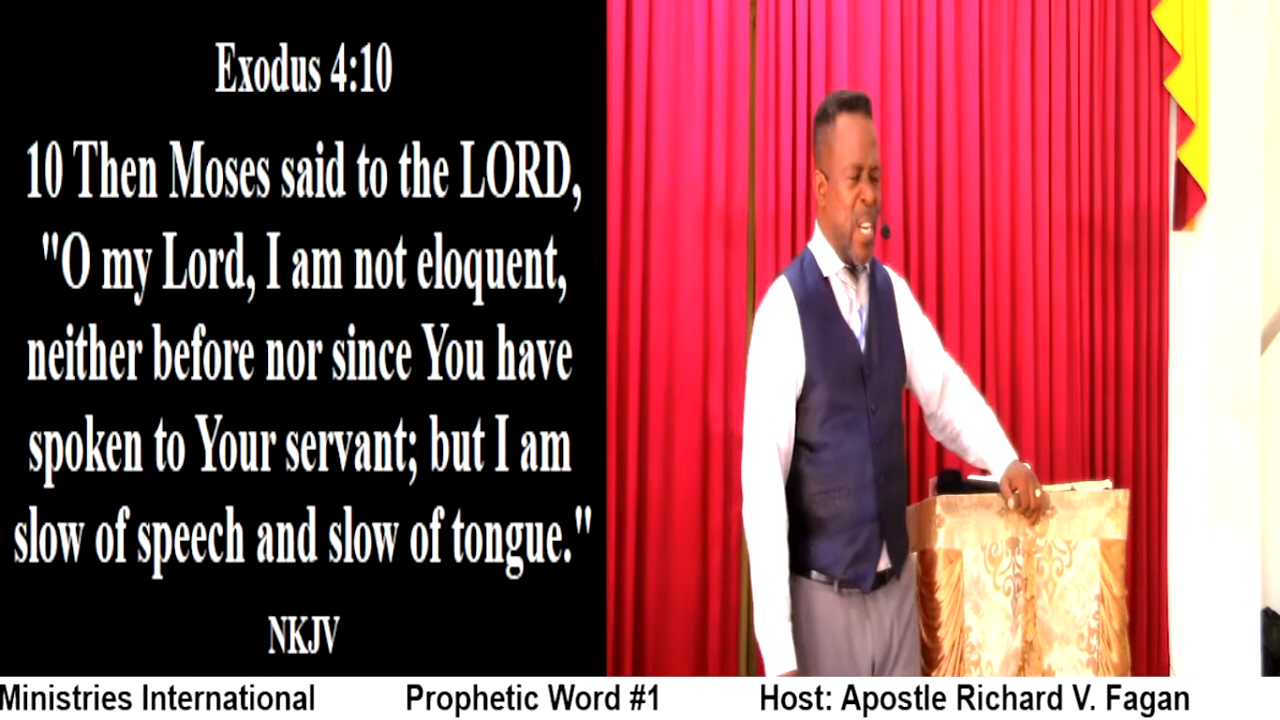 Exodus 4:10
10 Then Moses said to the LORD,
"O my Lord, I am not eloquent,
neither before nor since You have
spoken to Your servant; but I am
slow of speech and slow of tongue."
NKJV
Ministries International Prophetic Word #1 Host: Apostle Richard V. Fagan